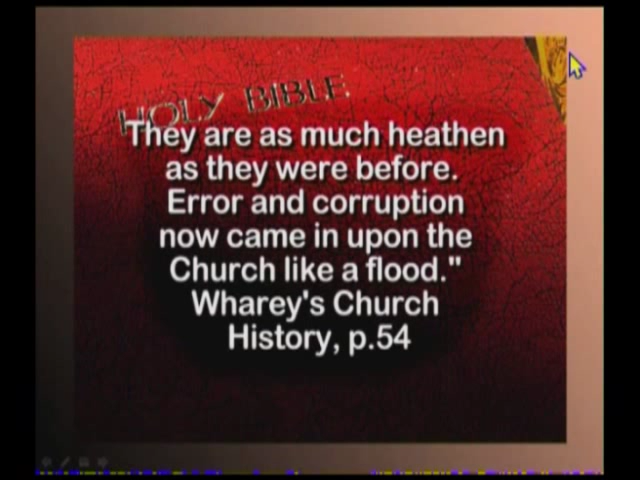 HOLY BIBLE
"They are as much heathen
as they were before.
Error and corruption
now came in upon the
Church like a flood."
Wharey's Church
History, p.54